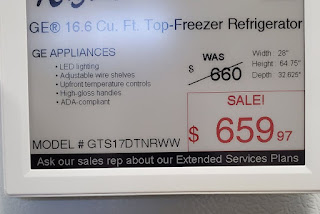 GE® 16.6 Cu. Ft. Top-Freezer Refrigerator
GE APPLIANCES
• LED lighting
• Adjustable wire shelves
• Upfront temperature controls
• High-gloss handles
• ADA-compliant
WAS
$ 660
Width : 28"
Height : 64.75"
Depth : 32.625"
SALE!
$ 659 97
MODEL # GTS17DTNRWW
Ask our sales rep about our Extended Services Plans